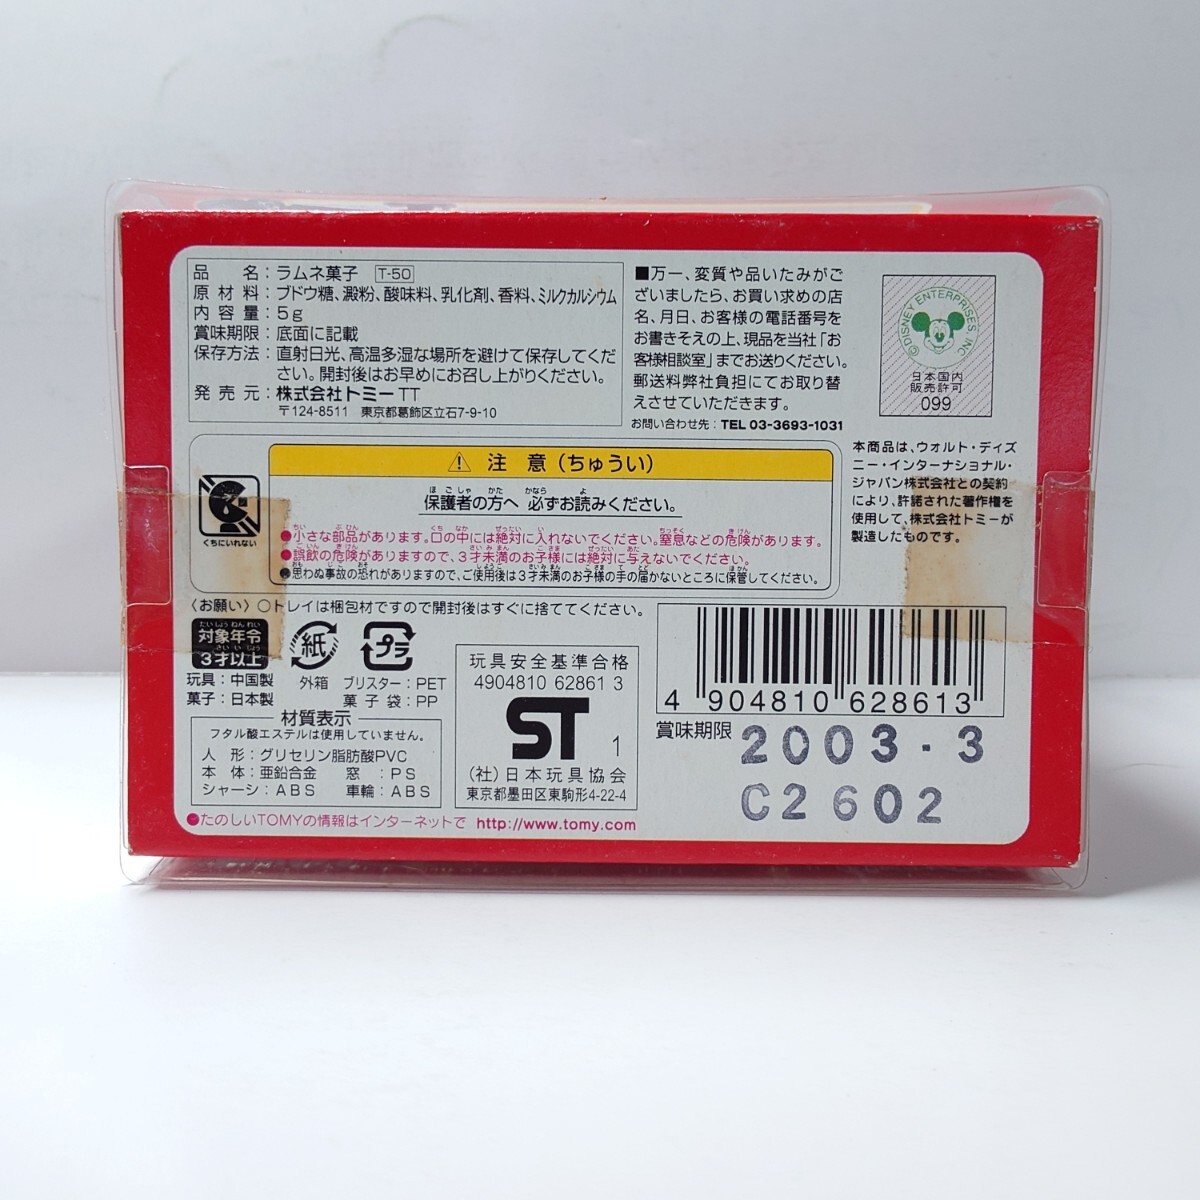 品名：ラムネ菓子 T-50
原材料：ブドウ糖、澱粉、酸味料、乳化剤、香料、ミルクカルシウム
内容量：5g
賞味期限：底面に記載
保存方法：直射日光、高温多湿な場所を避けて保存してくだ
さい。開封後はお早めにお召し上がりください。
発売元：株式会社トミーTT
〒124-8511 東京都葛飾区立石7-9-10
■万一、変質や品いたみがご
ざいましたら、お買い求めの店
名、月日、お客様の電話番号を
お書きそえの上、現品を当社「お
客様相談室」までお送りください。
郵送料弊社負担にてお取り替
えさせていただきます。
お問い合わせ先：TEL 03-3693-1031
©DISNEY ENTERPRISES, INC
日本国内
販売許可
099
本商品は、ウォルト・ディズ
ニー・インターナショナル・
ジャパン株式会社との契約
により、許諾された著作権を
使用して、株式会社トミーが
製造したものです。
くちにいれない
⚠ 注意（ちゅうい）
保護者の方へ 必ずお読みください。
●小さな部品があります。口の中には絶対に入れないでください。窒息などの危険があります。
●誤飲の危険がありますので、3才未満のお子様には絶対に与えないでください。
●思わぬ事故の恐れがありますので、ご使用後は3才未満のお子様の手の届かないところに保管してください。
〈お願い〉○トレイは梱包材ですので開封後はすぐに捨ててください。
たいしょうねんれい
対象年令
さいいじょう
3才以上
紙
プラ
玩具：中国製 外箱 ブリスター：PET
菓子：日本製 菓子袋：PP
材質表示
フタル酸エステルは使用していません。
人形：グリセリン脂肪酸PVC
本体：亜鉛合金 窓：PS
シャーシ：ABS 車輪：ABS
玩具安全基準合格
4904810 62861 3
ST 1
（社）日本玩具協会
東京都墨田区東駒形4-22-4
4 904810 628613
賞味期限 2003.3
C2602
●たのしいTOMYの情報はインターネットで http://www.tomy.com